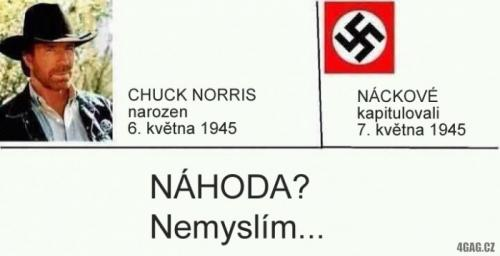 CHUCK NORRIS
narozen
6. května 1945
NÁCKOVÉ
kapitulovali
7. května 1945
NÁHODA?
Nemyslím...
4GAG.CZ